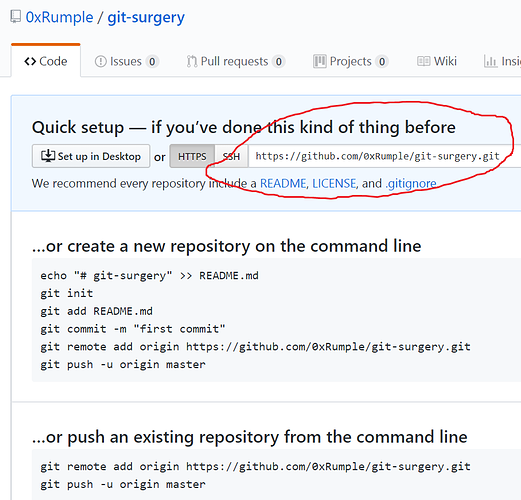 0xRumple / git-surgery
Code Issues 0 Pull requests 0 Projects 0 Wiki
Quick setup — if you’ve done this kind of thing before
Set up in Desktop or HTTPS SSH https://github.com/0xRumple/git-surgery.git
We recommend every repository include a README, LICENSE, and .gitignore
…or create a new repository on the command line
echo "# git-surgery" >> README.md
git init
git add README.md
git commit -m "first commit"
git remote add origin https://github.com/0xRumple/git-surgery.git
git push -u origin master
…or push an existing repository from the command line
git remote add origin https://github.com/0xRumple/git-surgery.git
git push -u origin master